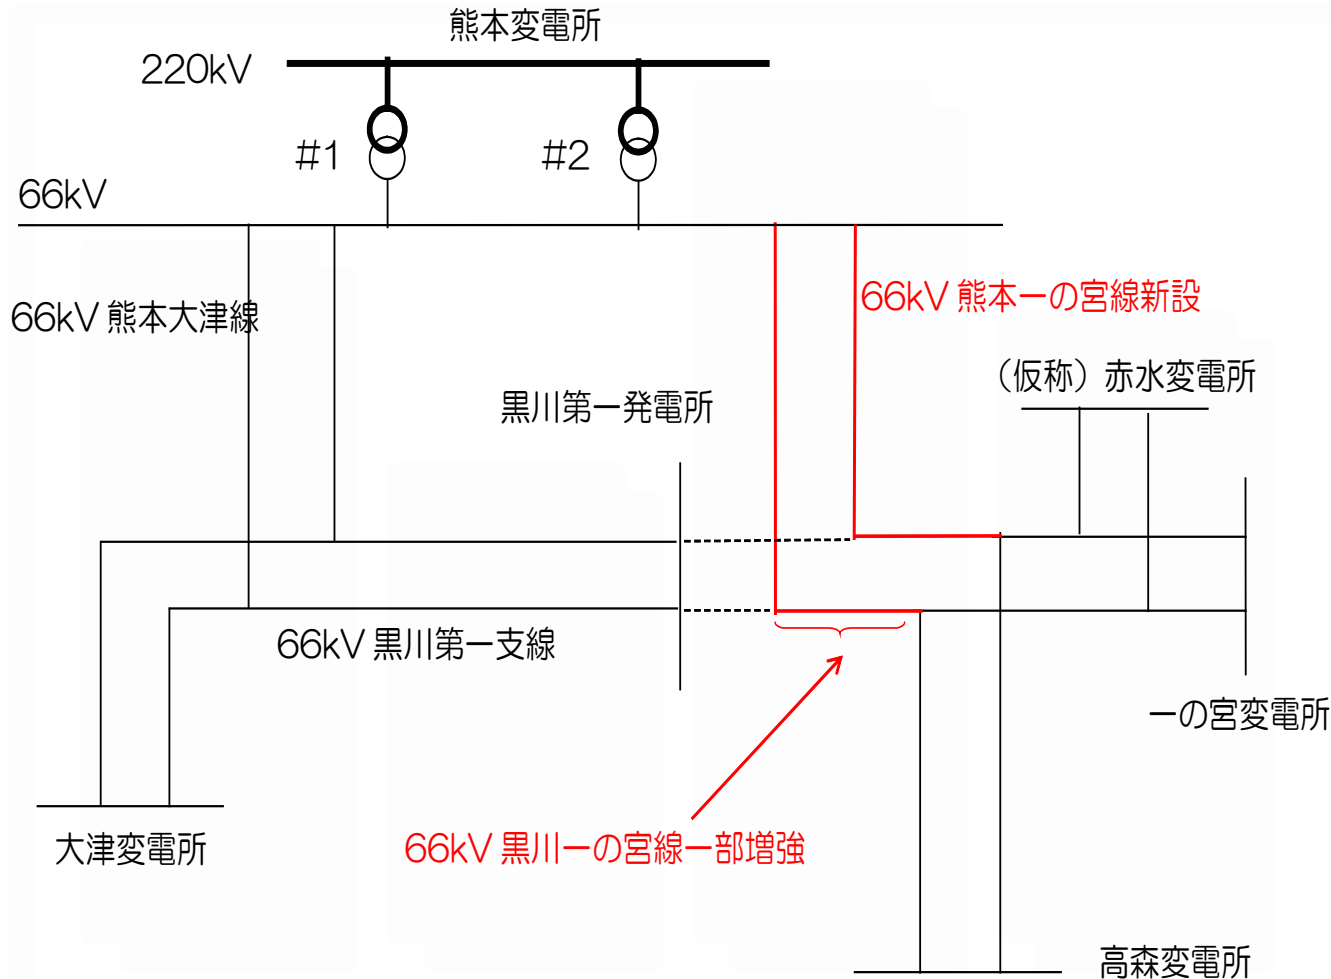 熊本変電所
220kV
#1
#2
66kV
66kV 熊本一の宮線新設
66kV 熊本大津線
(仮称)赤水変電所
黒川第一発電所
66kV 黒川第一支線
一の宮変電所
大津変電所
66kV 黒川一の宮線一部増強
高森変電所